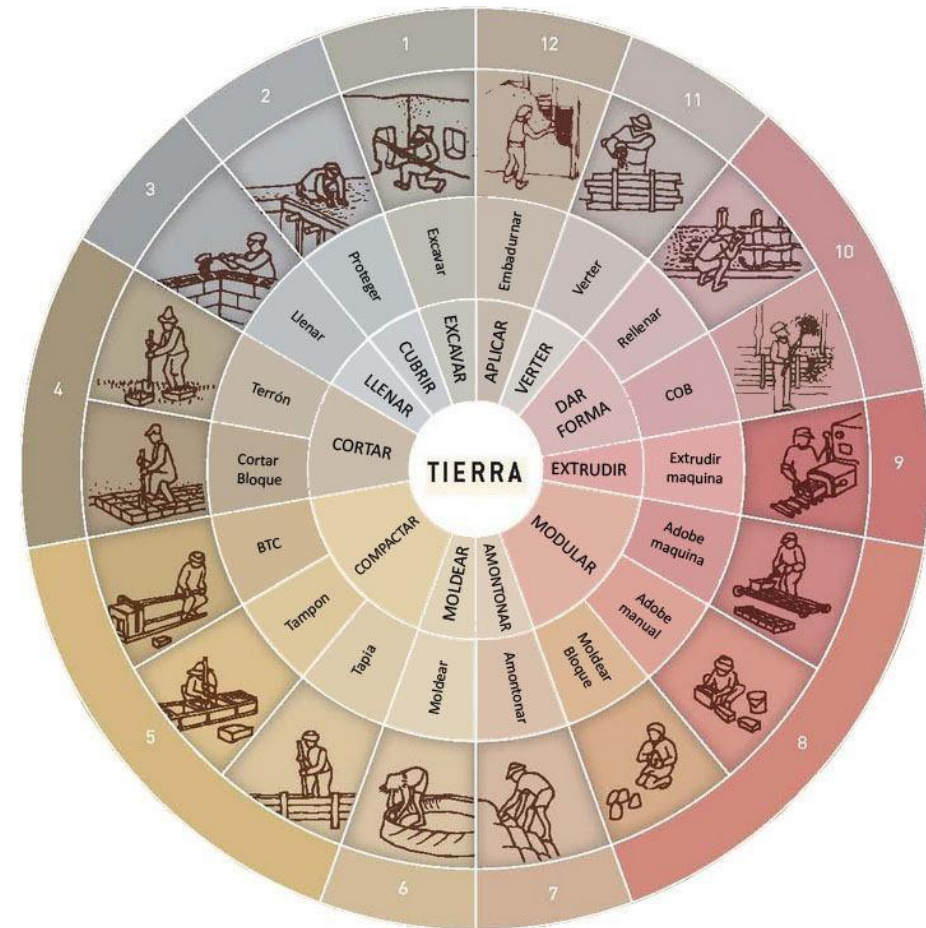 TIERRA
1
2
3
4
5
6
7
8
9
10
11
12
EXCAVAR
CUBRIR
LLENAR
CORTAR
COMPACTAR
MOLDEAR
AMONTONAR
MODULAR
EXTRUDIR
DAR
FORMA
VERTER
APLICAR
Excavar
Proteger
Llenar
Terrón
Cortar
Bloque
BTC
Tampon
Tapia
Moldear
Amontonar
Moldear
Bloque
Adobe
manual
Adobe
maquina
Extrudir
maquina
COB
Rellenar
Verter
Embadurnar